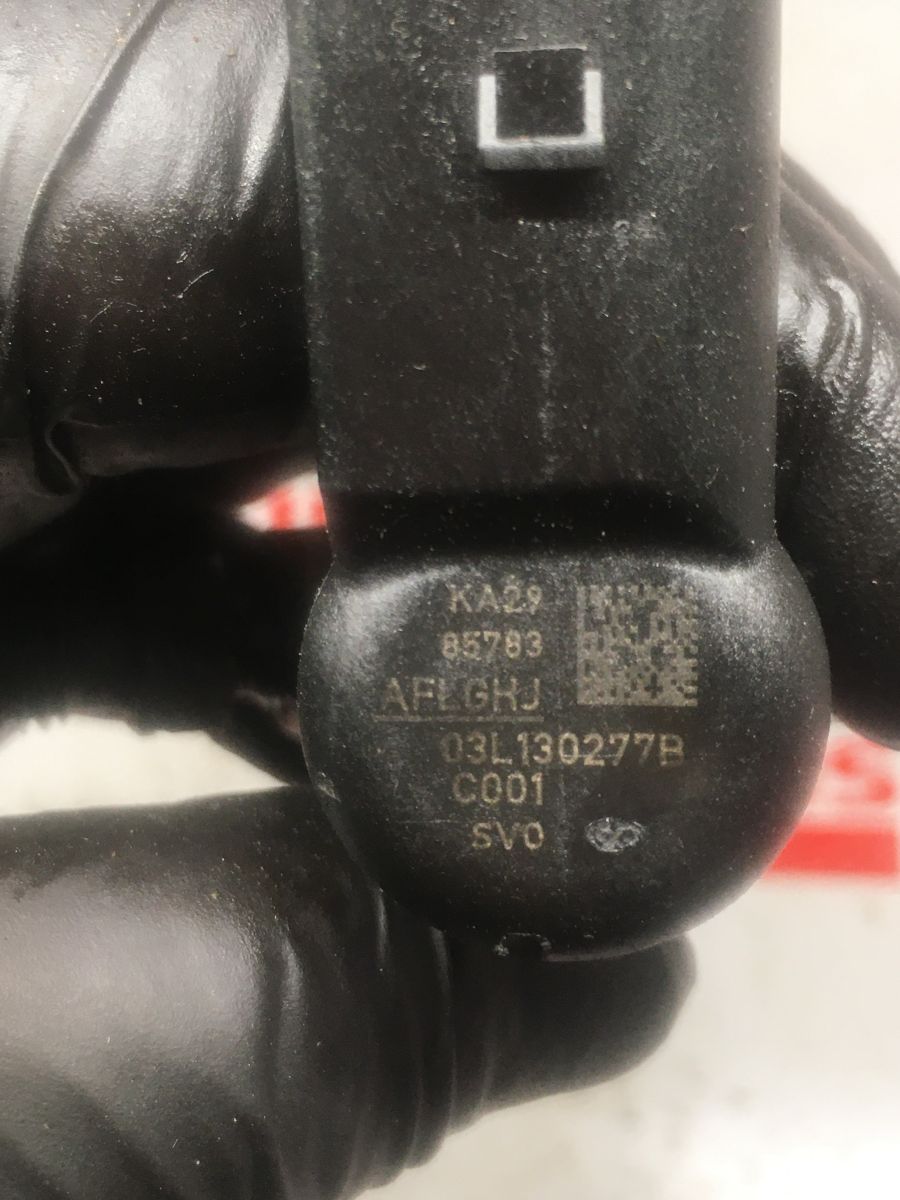 KA29
85783
AFLGHJ
03L130277B
C001
SV0